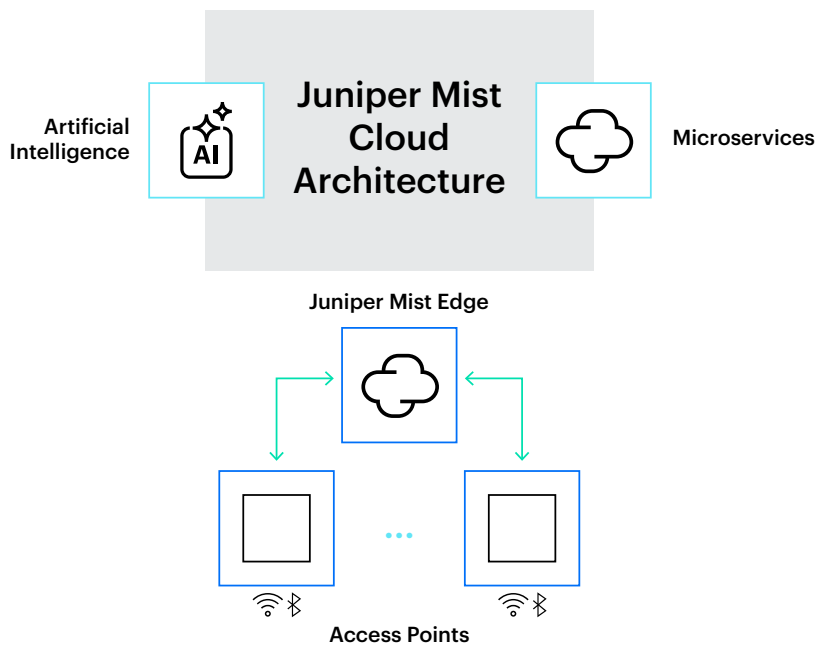 Juniper Mist
Cloud
Architecture
Artificial
Intelligence
AI
Microservices
Juniper Mist Edge
Access Points